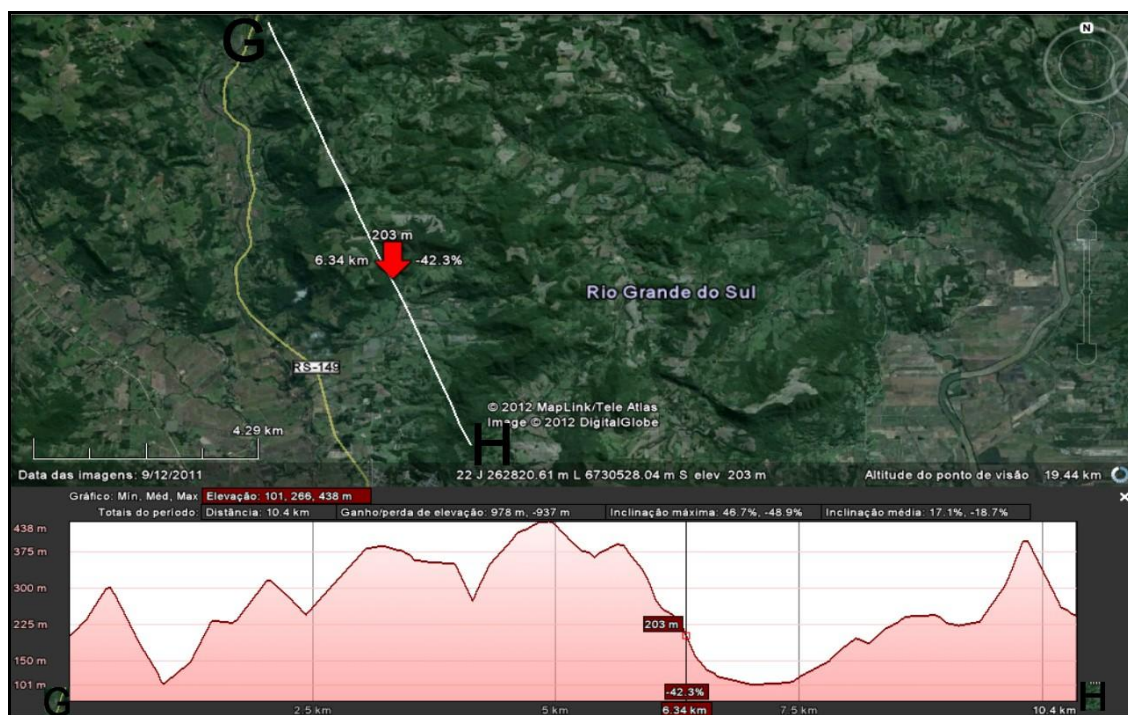 G
N
203 m
6.34 km -42.3%
Rio Grande do Sul
RS-149
© 2012 MapLink/Tele Atlas
Image © 2012 DigitalGlobe
H
4.29 km
Data das imagens: 9/12/2011 22 J 262820.61 m L 6730528.04 m S elev 203 m Altitude do ponto de visão 19.44 km
Gráfico: Mín, Méd, Max Elevação: 101, 266, 438 m
Totais do período: Distância: 10.4 km Ganho/perda de elevação: 978 m, -937 m Inclinação máxima: 46.7%, -48.9% Inclinação média: 17.1%, -18.7%
438 m
375 m
300 m
225 m
203 m
150 m
101 m
-42.3%
G H
2.5 km 5 km 6.34 km 7.5 km 10.4 km